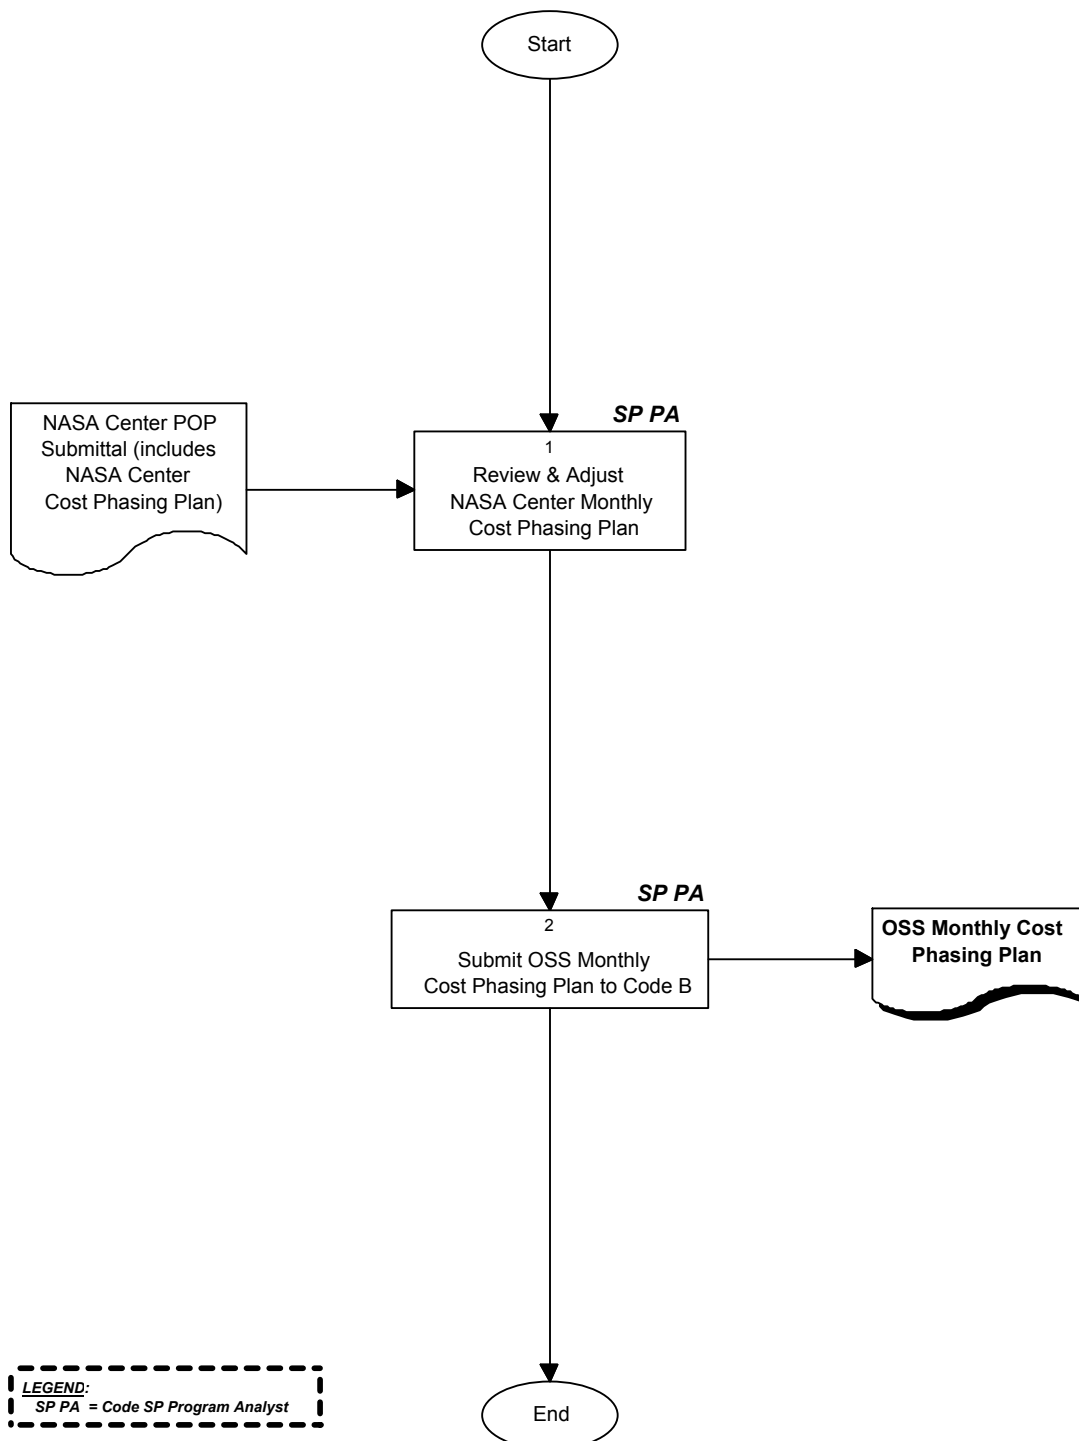 Start
NASA Center POP
Submittal (includes
NASA Center
Cost Phasing Plan)
SP PA
1
Review & Adjust
NASA Center Monthly
Cost Phasing Plan
SP PA
2
Submit OSS Monthly
Cost Phasing Plan to Code B
OSS Monthly Cost
Phasing Plan
LEGEND:
SP PA = Code SP Program Analyst
End